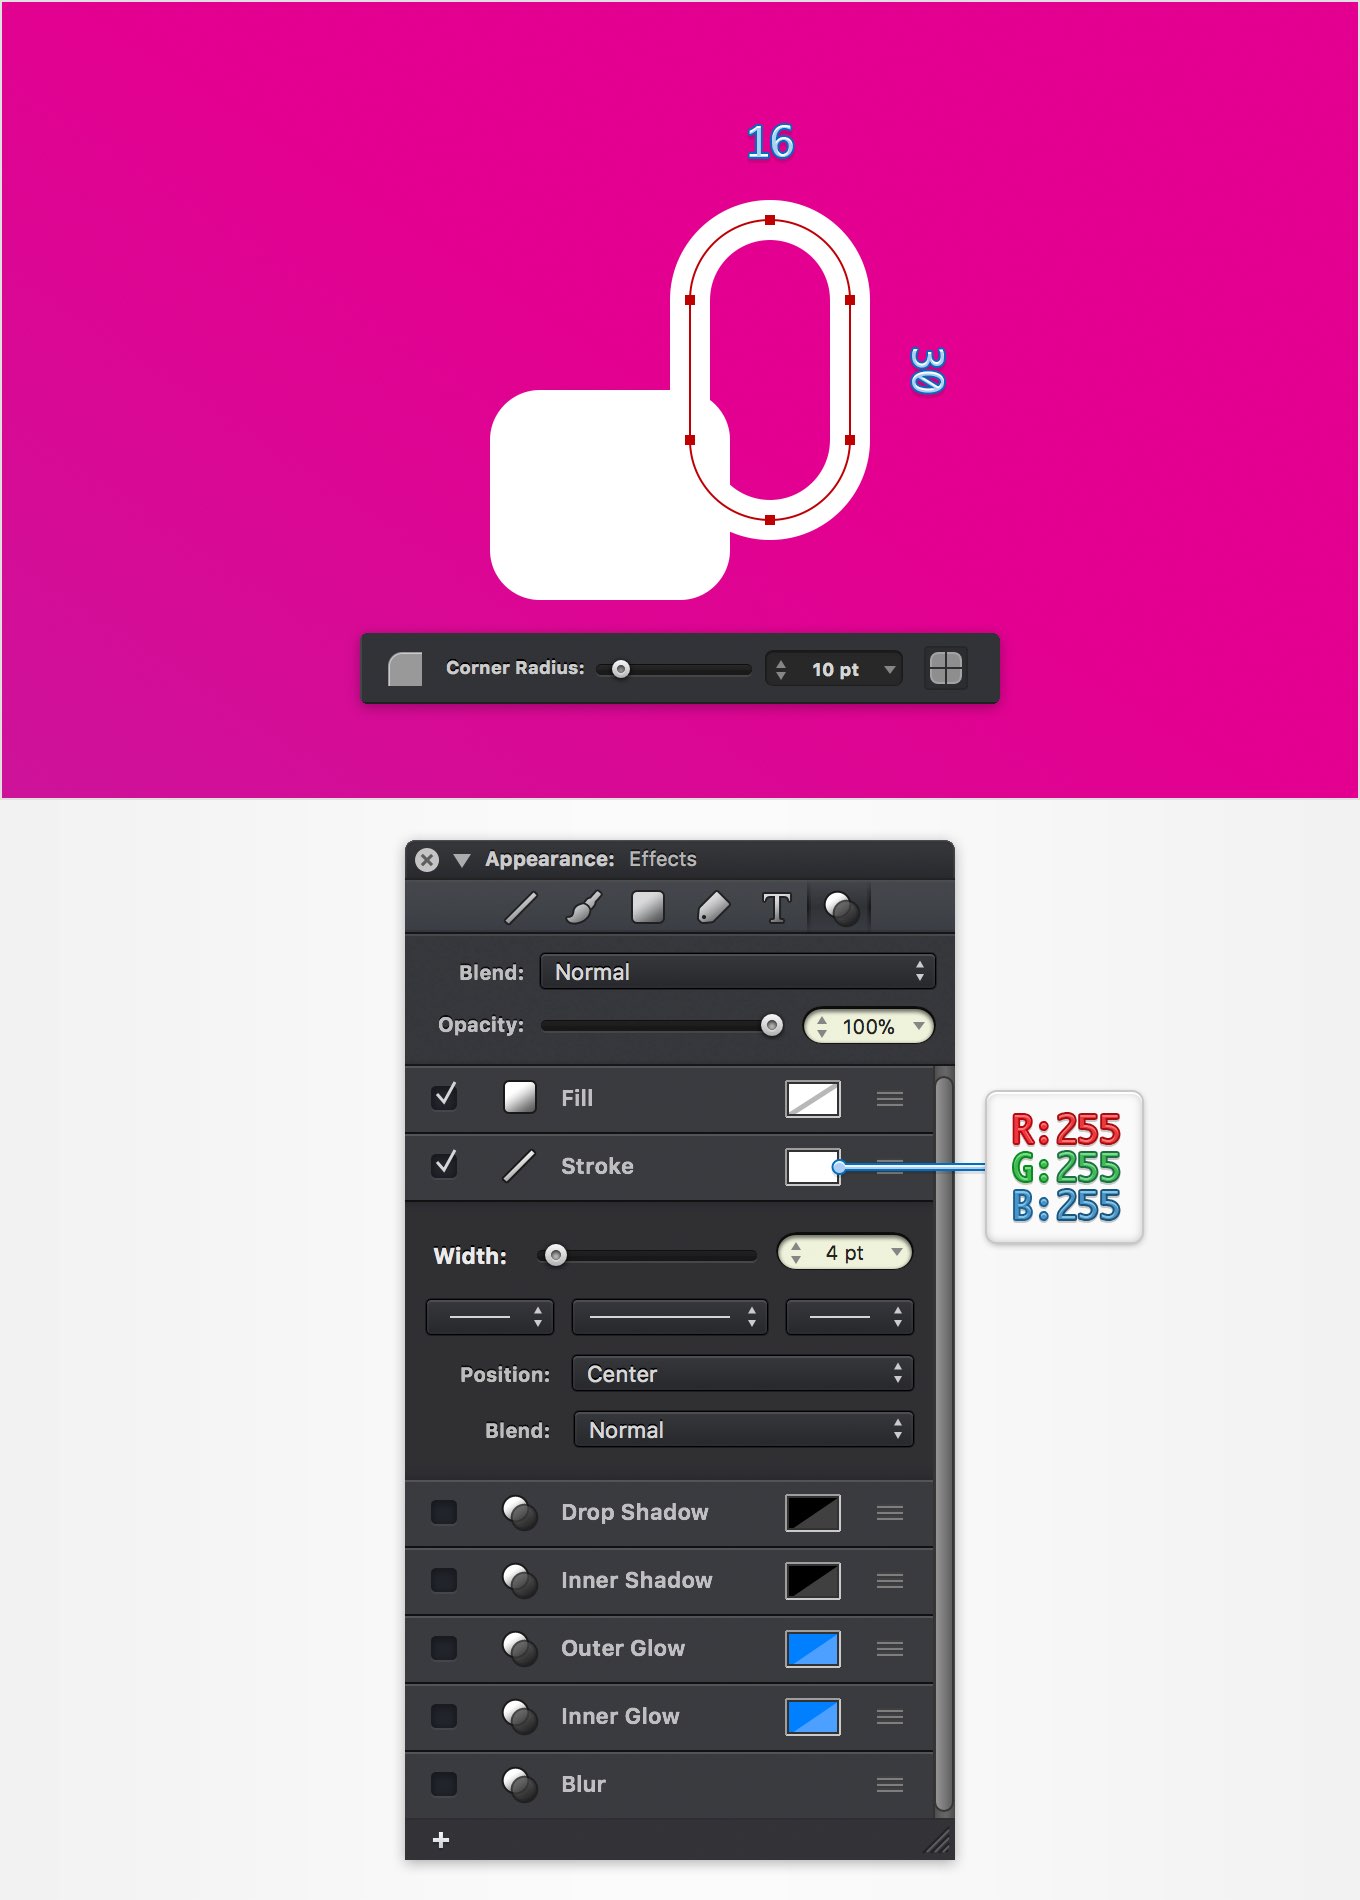 16
30
Corner Radius: 10 pt
Appearance: Effects
T
Blend: Normal
Opacity: 100%
Fill
Stroke
R:255
G:255
B:255
Width: 4 pt
Position: Center
Blend: Normal
Drop Shadow
Inner Shadow
Outer Glow
Inner Glow
Blur